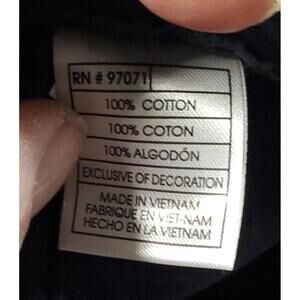 RN # 97071
100% COTTON
100% COTON
100% ALGODÓN
EXCLUSIVE OF DECORATION
MADE IN VIETNAM
FABRIQUE EN VIET-NAM
HECHO EN LA VIETNAM